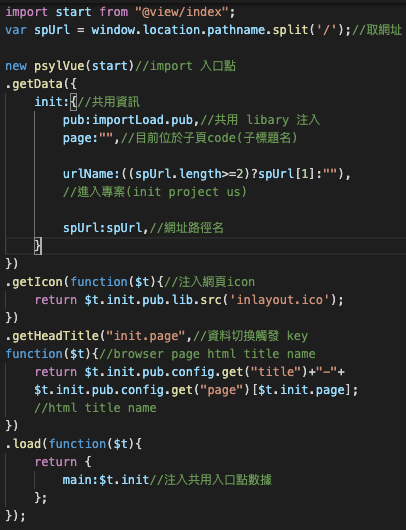 import start from "@view/index";
var spUrl = window.location.pathname.split('/');//取網址
new psylVue(start)//import 入口點
.getData({
init:{//共用資訊
pub:importLoad.pub,//共用 libary 注入
page:"",//目前位於子頁code(子標題名)
urlName:((spUrl.length>=2)?spUrl[1]:""),
//進入專案(init project us)
spUrl:spUrl,//網址路徑名
}
})
.getIcon(function($t){//注入網頁icon
return $t.init.pub.lib.src('inlayout.ico');
})
.getHeadTitle("init.page",//資料切換觸發 key
function($t){//browser page html title name
return $t.init.pub.config.get("title")+"-"+
$t.init.pub.config.get("page")[$t.init.page];
//html title name
})
.load(function($t){
return {
main:$t.init//注入共用入口點數據
};
});